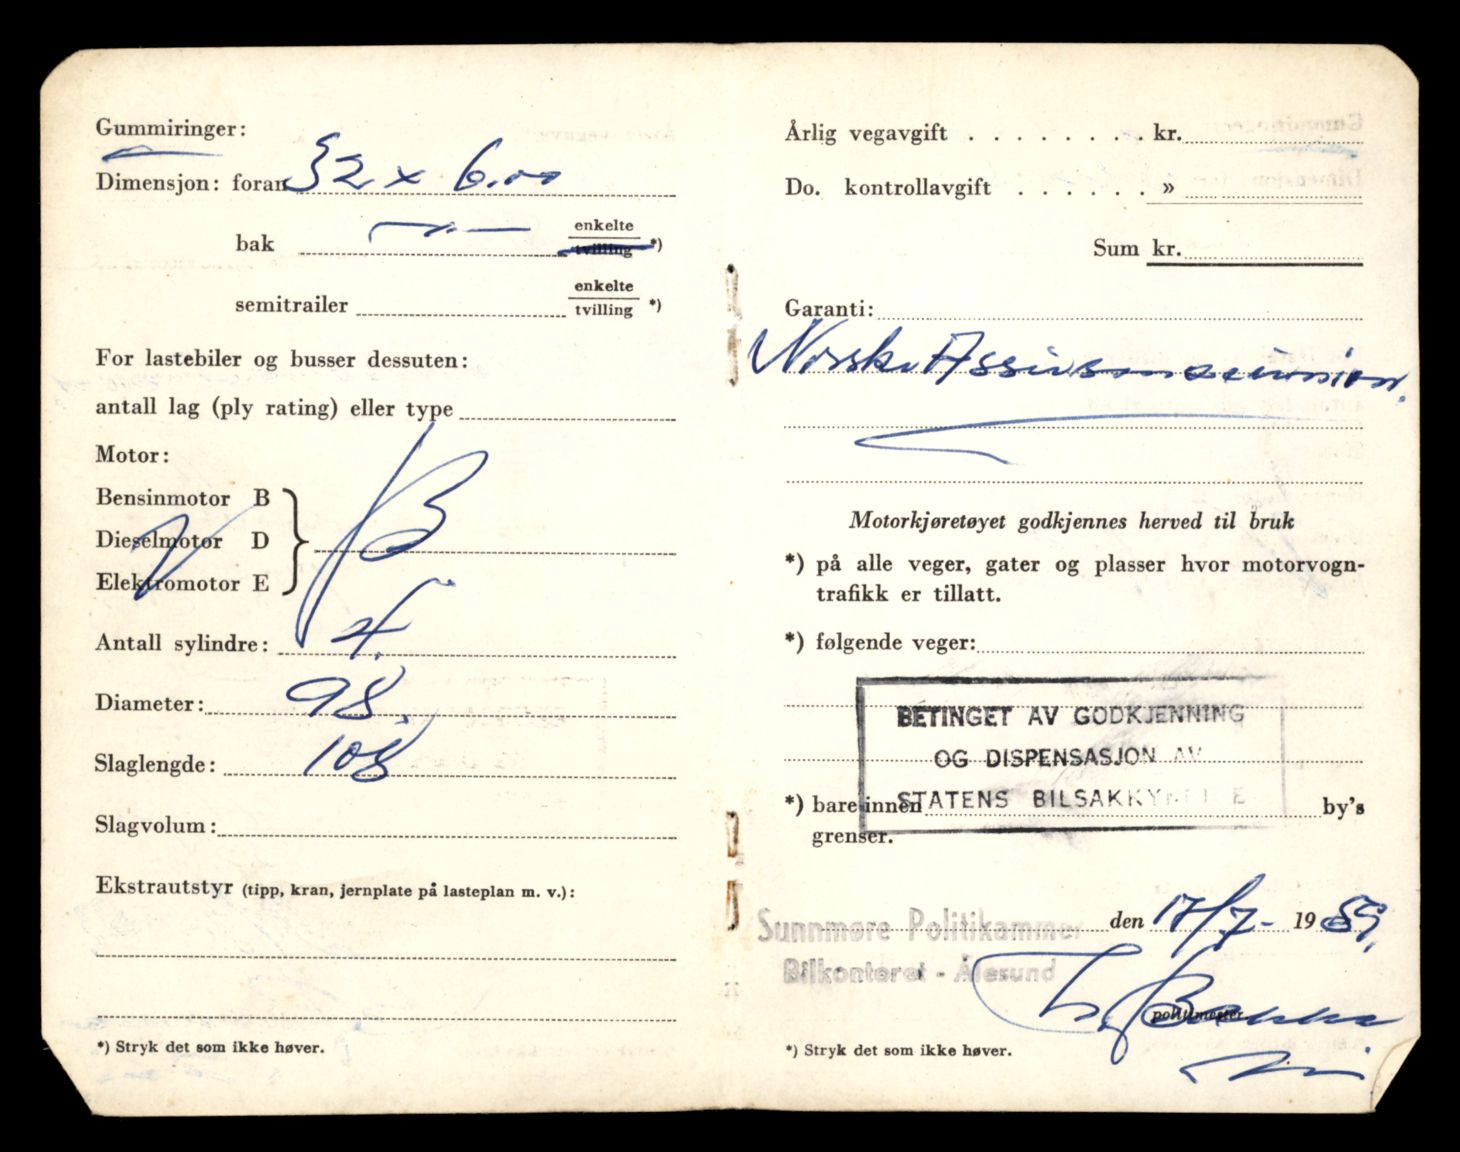 Gummiringer:
Dimensjon: foran 32 x 6.00
bak — " — enkelte
tvilling *)
semitrailer enkelte
tvilling *)
For lastebiler og busser dessuten:
antall lag (ply rating) eller type
Motor:
Bensinmotor B
Dieselmotor D B
Elektromotor E
Antall sylindre: 4.
Diameter: 98.
Slaglengde: 108
Slagvolum:
Ekstrautstyr (tipp, kran, jernplate på lasteplan m. v.):
*) Stryk det som ikke høver.
Årlig vegavgift . . . . . . . . kr.
Do. kontrollavgift . . . . . . »
Sum kr.
Garanti:
Norske Assuranseunion.
Motorkjøretøyet godkjennes herved til bruk
*) på alle veger, gater og plasser hvor motorvogn-
trafikk er tillatt.
*) følgende veger:
BETINGET AV GODKJENNING
OG DISPENSASJON AV
STATENS BILSAKKYNDIGE
*) bare innen by's
grenser.
Sunnmøre Politikammer den 17/7- 1959.
Bilkontoret - Ålesund
politimester
*) Stryk det som ikke høver.